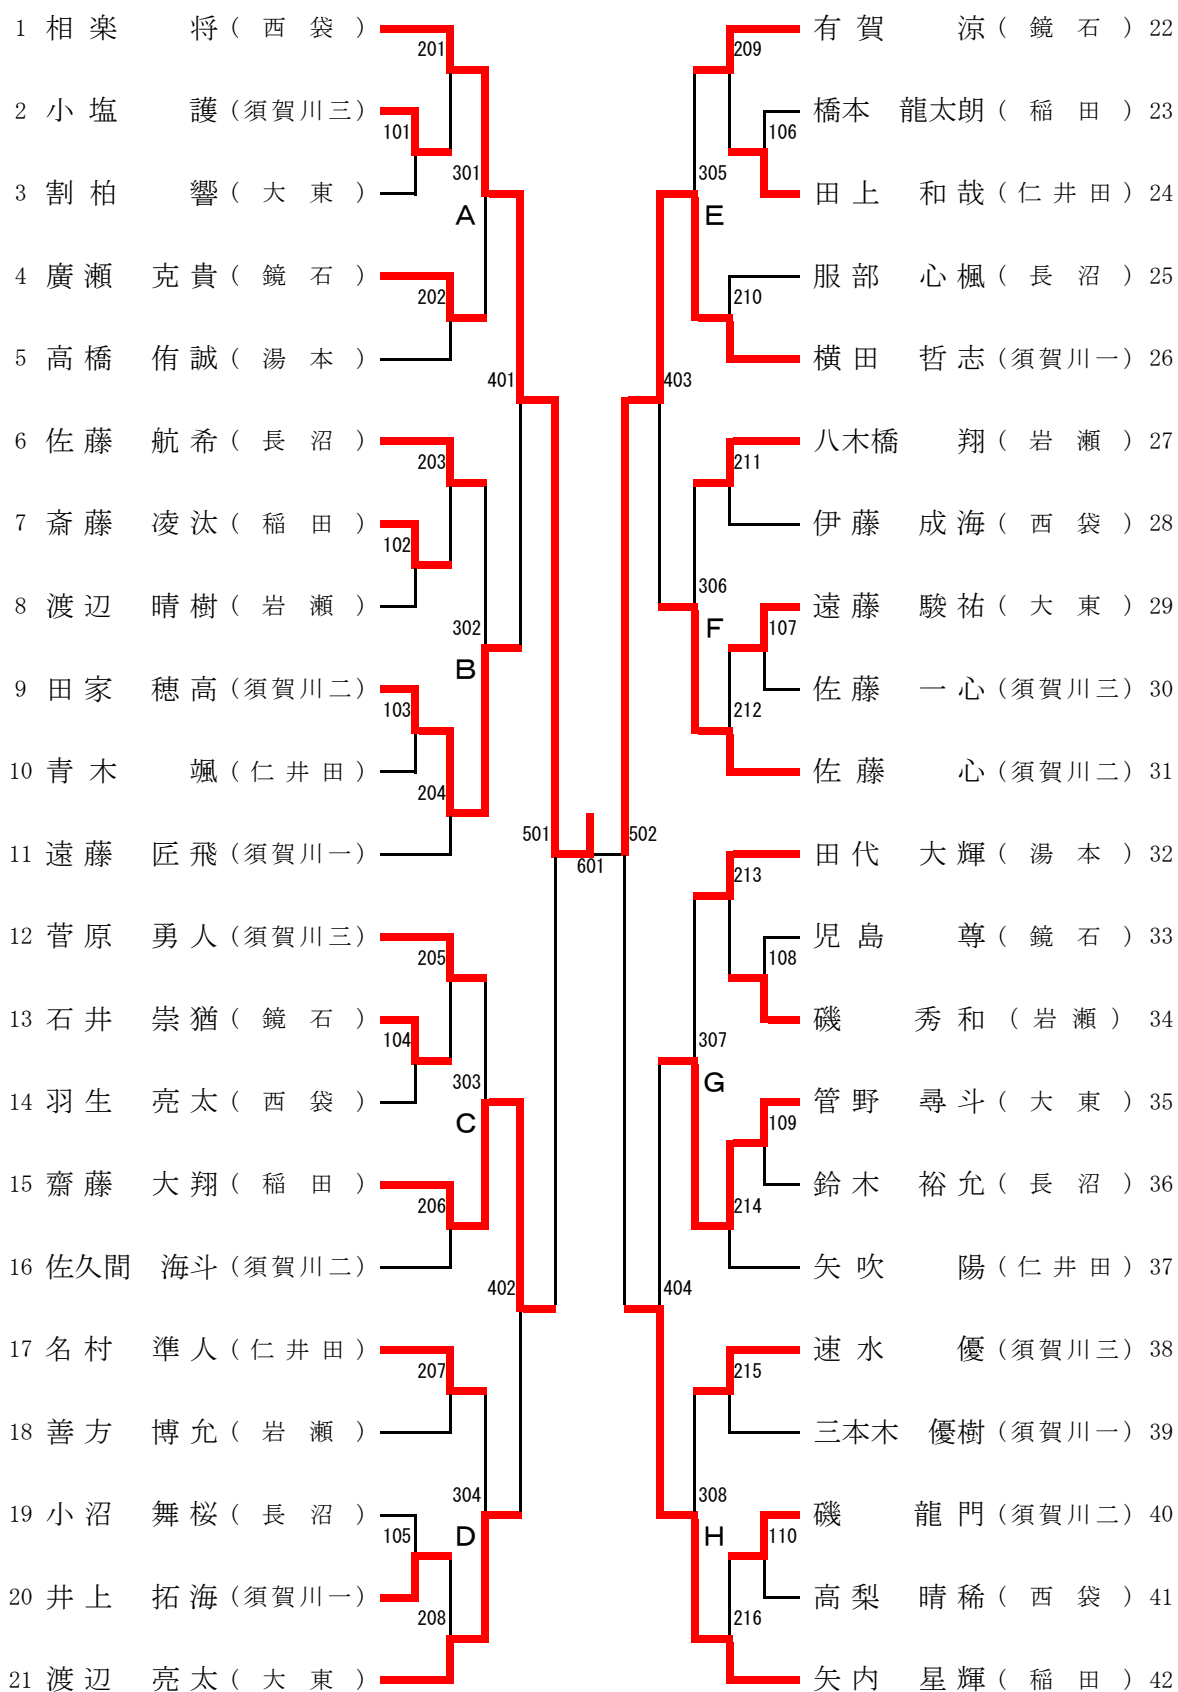 1 相楽 将（西袋）
201
2 小塩 護（須賀川三）
101
3 割柏 響（大東）
301
A
4 廣瀬 克貴（鏡石）
202
5 高橋 侑誠（湯本）
401
6 佐藤 航希（長沼）
203
7 斎藤 凌汰（稲田）
102
8 渡辺 晴樹（岩瀬）
302
B
9 田家 穂高（須賀川二）
103
10 青木 颯（仁井田）
204
11 遠藤 匠飛（須賀川一）
501
601
12 菅原 勇人（須賀川三）
205
13 石井 崇猶（鏡石）
104
14 羽生 亮太（西袋）
303
C
15 齋藤 大翔（稲田）
206
16 佐久間 海斗（須賀川二）
402
17 名村 準人（仁井田）
207
18 善方 博允（岩瀬）
304
D
19 小沼 舞桜（長沼）
105
20 井上 拓海（須賀川一）
208
21 渡辺 亮太（大東）
有賀 涼（鏡石）22
209
橋本 龍太朗（稲田）23
106
田上 和哉（仁井田）24
305
E
服部 心楓（長沼）25
210
横田 哲志（須賀川一）26
403
八木橋 翔（岩瀬）27
211
伊藤 成海（西袋）28
306
F
遠藤 駿祐（大東）29
107
佐藤 一心（須賀川三）30
212
佐藤 心（須賀川二）31
502
田代 大輝（湯本）32
213
児島 尊（鏡石）33
108
磯 秀和（岩瀬）34
307
G
管野 尋斗（大東）35
109
鈴木 裕允（長沼）36
214
矢吹 陽（仁井田）37
404
速水 優（須賀川三）38
215
三本木 優樹（須賀川一）39
308
H
磯 龍門（須賀川二）40
110
高梨 晴稀（西袋）41
216
矢内 星輝（稲田）42